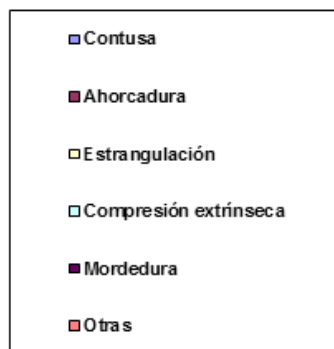 Contusa
Ahorcadura
Estrangulación
Compresión extrínseca
Mordedura
Otras